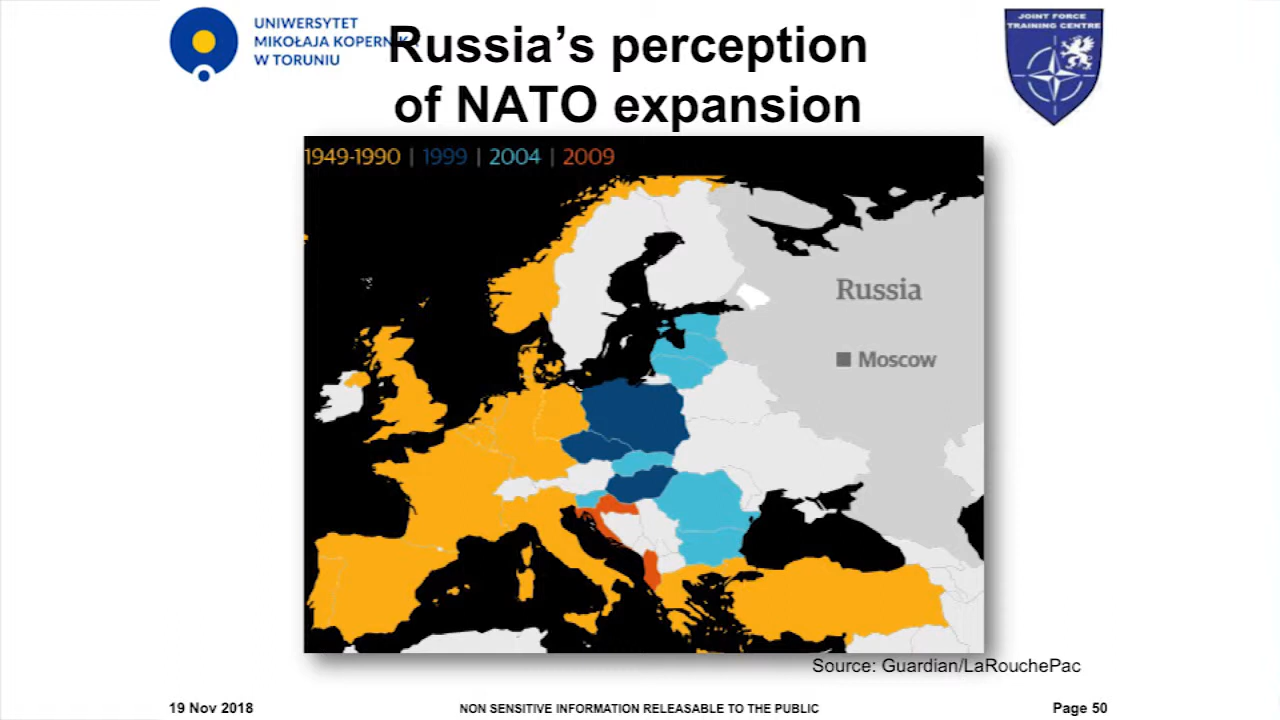 UNIWERSYTET
MIKOŁAJA KOPERNIK
W TORUNIU
Russia’s perception
of NATO expansion
JOINT FORCE
TRAINING CENTRE
1949-1990 | 1999 | 2004 | 2009
Russia
Moscow
Source: Guardian/LaRouchePac
19 Nov 2018
NON SENSITIVE INFORMATION RELEASABLE TO THE PUBLIC
Page 50